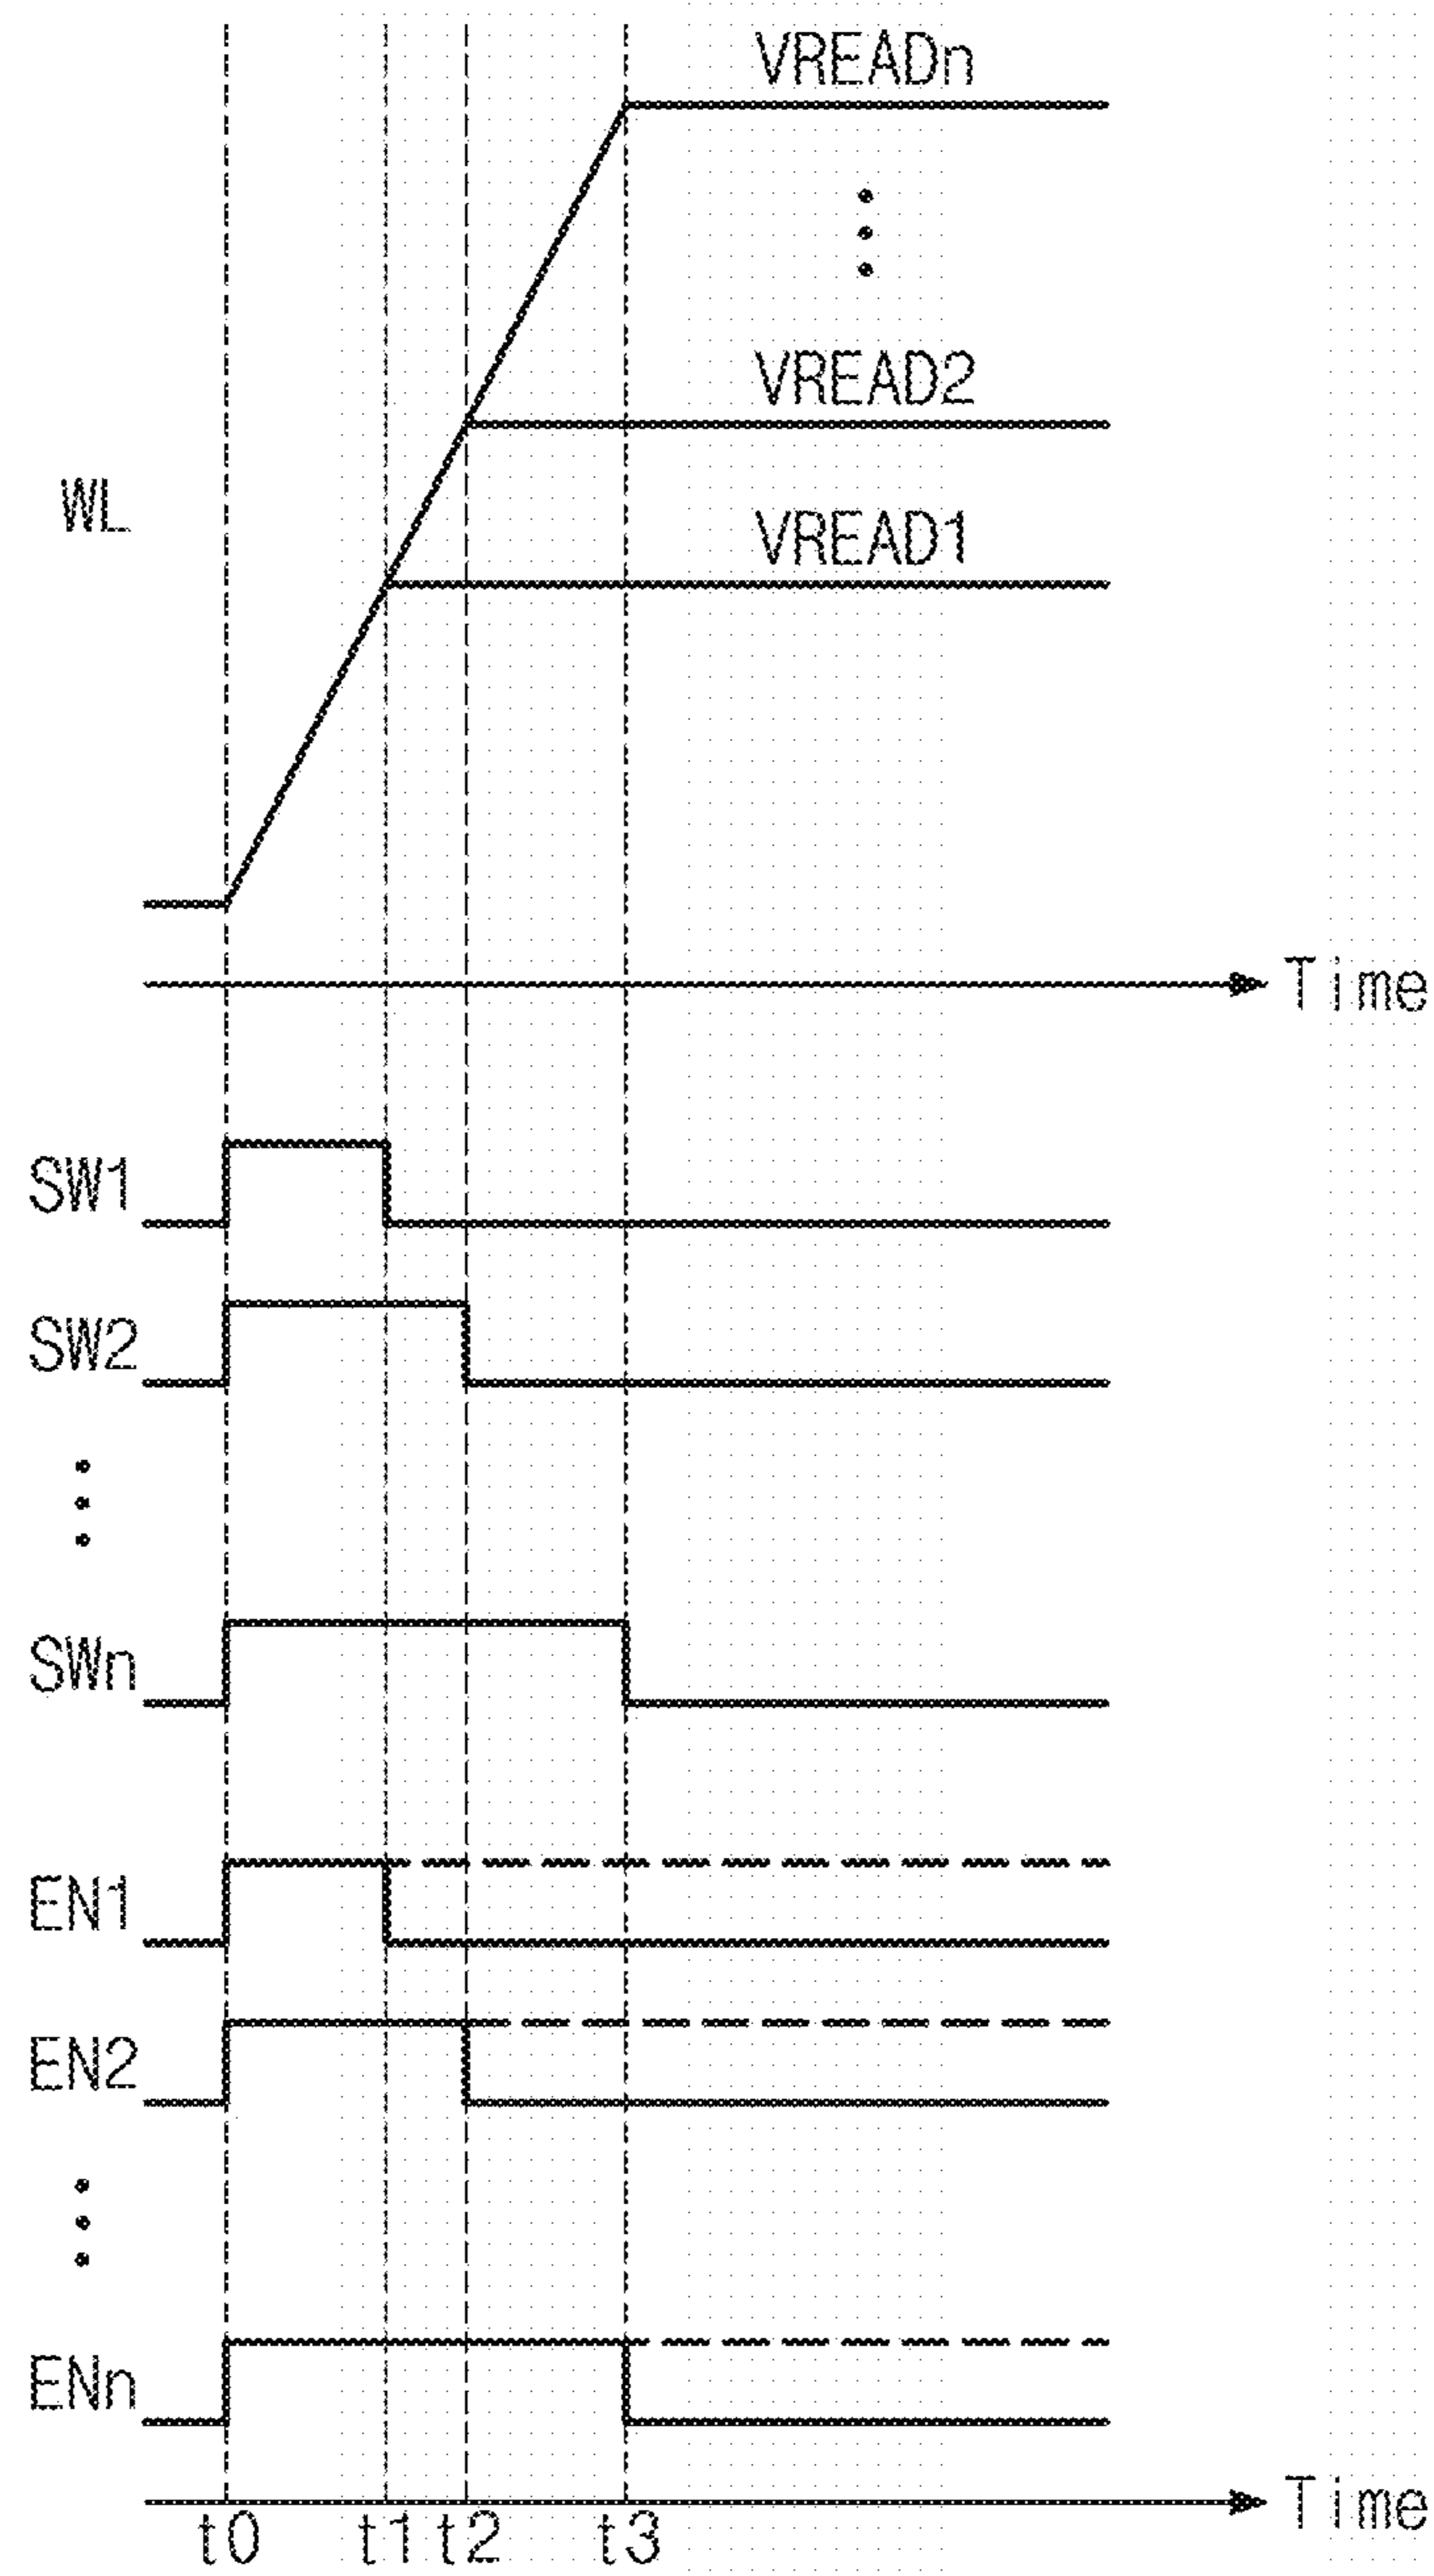 VREADn
VREAD2
WL
VREAD1
Time
SW1
SW2
SWn
EN1
EN2
ENn
Time
t0 t1 t2 t3